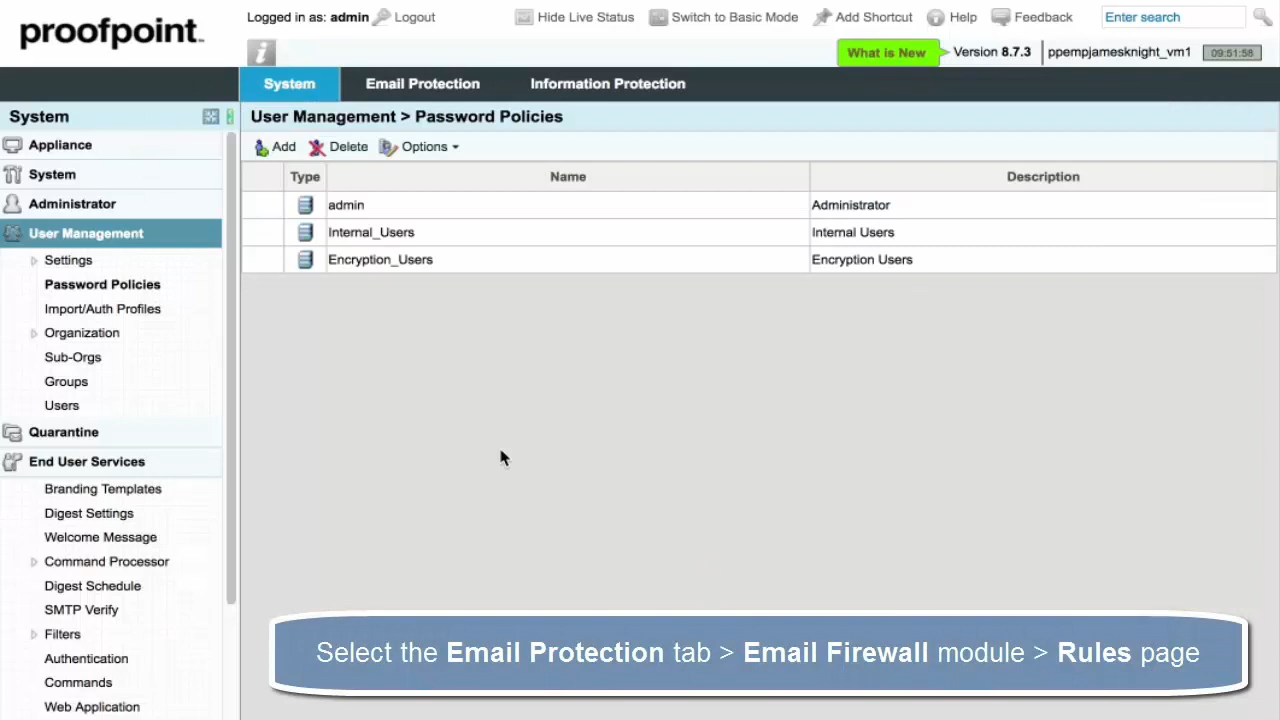 proofpoint
Logged in as: admin Logout
Hide Live Status Switch to Basic Mode Add Shortcut Help Feedback Enter search
What is New Version 8.7.3 ppempjamesknight_vm1 09:51:58
System Email Protection Information Protection
System
Appliance
System
Administrator
User Management
Settings
Password Policies
Import/Auth Profiles
Organization
Sub-Orgs
Groups
Users
Quarantine
End User Services
Branding Templates
Digest Settings
Welcome Message
Command Processor
Digest Schedule
SMTP Verify
Filters
Authentication
Commands
Web Application
User Management > Password Policies
Add Delete Options
Type Name Description
admin Administrator
Internal_Users Internal Users
Encryption_Users Encryption Users
Select the Email Protection tab > Email Firewall module > Rules page